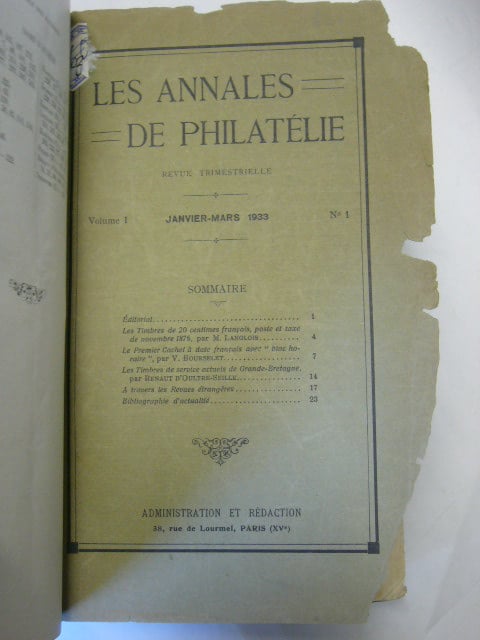 LES ANNALES
DE PHILATÉLIE
REVUE TRIMESTRIELLE
Volume I JANVIER-MARS 1933 Nº 1
SOMMAIRE
Éditorial 1
Les Timbres de 20 centimes français, poste et taxe
de novembre 1876, par M. LANGLOIS 4
Le Premier Cachet à date français avec " bloc ho-
raire ", par V. BOURSELET 7
Les Timbres de service actuels de Grande-Bretagne,
par RENAUT D'OULTRE-SEILLE 14
A travers les Revues étrangères 17
Bibliographie d'actualité 23
ADMINISTRATION ET RÉDACTION
38, rue de Lourmel, PARIS (XVᵉ)